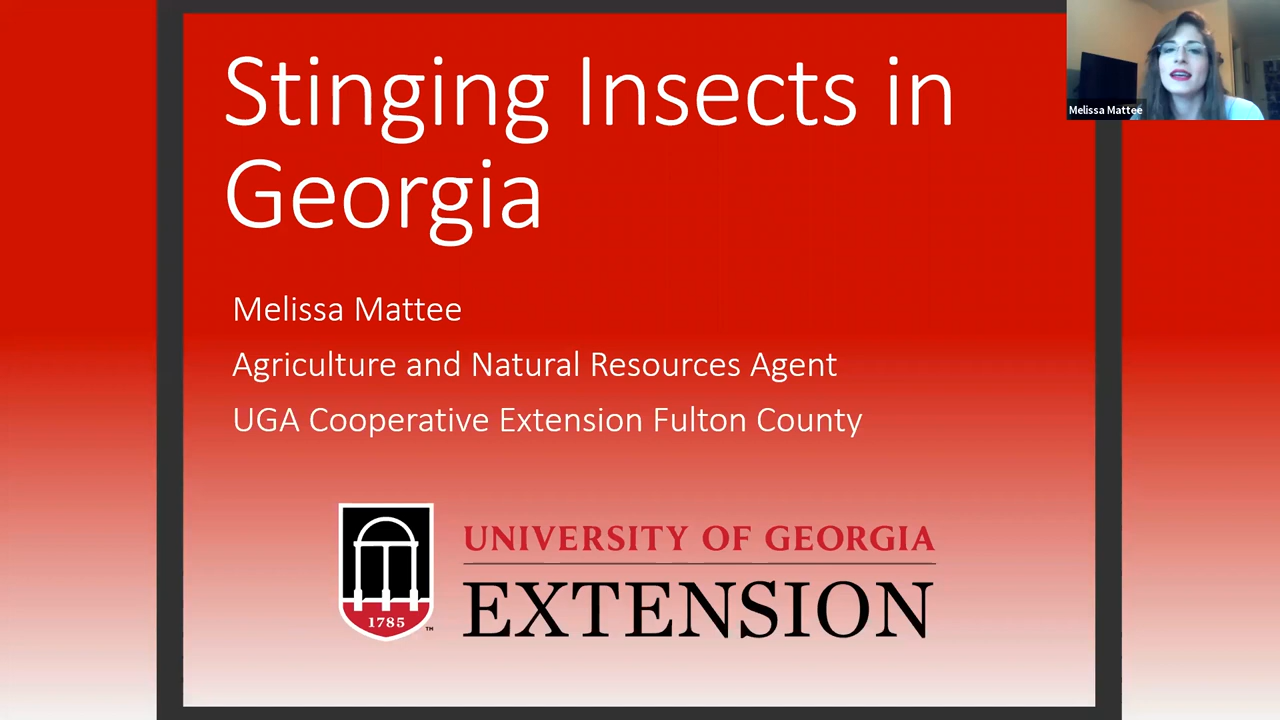 Stinging Insects in
Georgia
Melissa Mattee
Melissa Mattee
Agriculture and Natural Resources Agent
UGA Cooperative Extension Fulton County
UNIVERSITY OF GEORGIA
EXTENSION
1785
TM